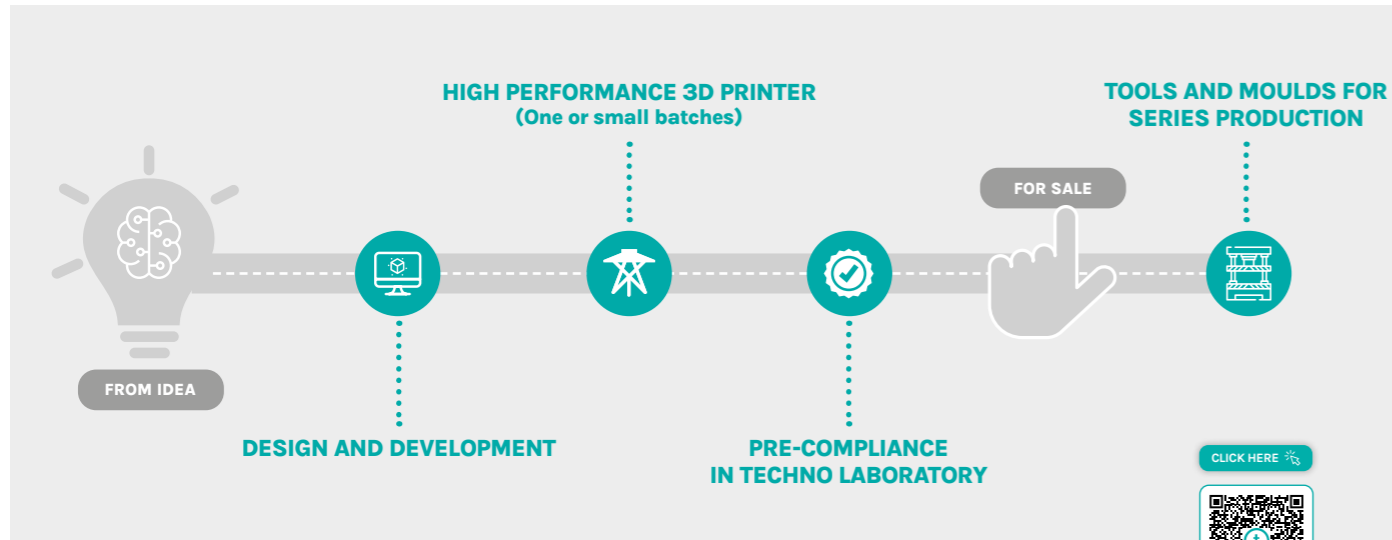 HIGH PERFORMANCE 3D PRINTER
(One or small batches)
TOOLS AND MOULDS FOR
SERIES PRODUCTION
FOR SALE
FROM IDEA
DESIGN AND DEVELOPMENT
PRE-COMPLIANCE
IN TECHNO LABORATORY
CLICK HERE